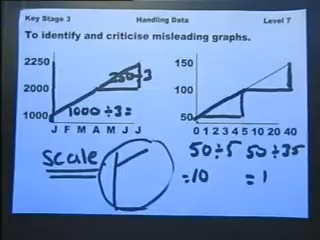 Key Stage 3 Handling Data Level 7
To identify and criticise misleading graphs.
2250
2000
1000
J F M A M J J
250÷3
1000÷3=
150
100
50
0 1 2 3 4 5 10 20 40
scale
50÷5 50÷35
=10 =1